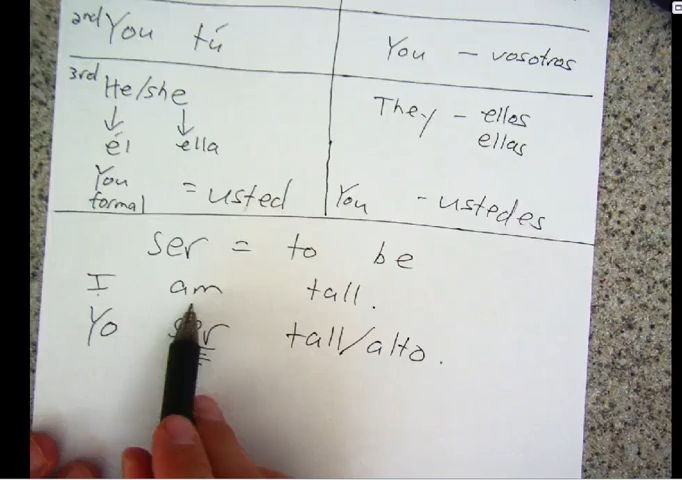 2nd You tú You - vosotros
3rd He/she They - ellos
él ella ellas
You formal = usted You - ustedes
ser = to be
I am tall.
Yo ser tall/alto.